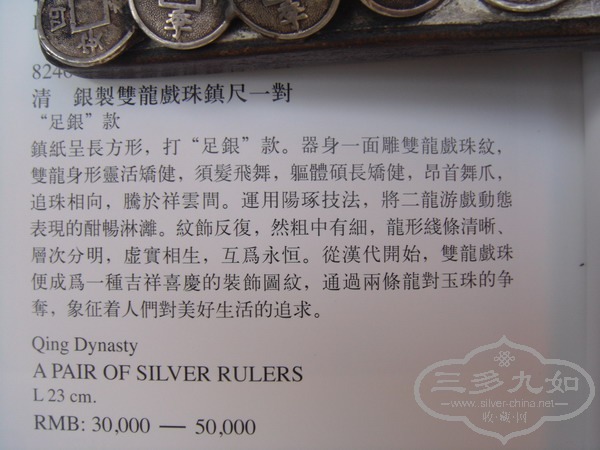 清　銀製雙龍戲珠鎮尺一對
“足銀”款
鎮紙呈長方形，打“足銀”款。器身一面雕雙龍戲珠紋，
雙龍身形靈活矯健，須髮飛舞，軀體碩長矯健，昂首舞爪，
追珠相向，騰於祥雲間。運用陽琢技法，將二龍游戲動態
表現的酣暢淋灕。紋飾反復，然粗中有細，龍形綫條清晰、
層次分明，虛實相生，互爲永恒。從漢代開始，雙龍戲珠
便成爲一種吉祥喜慶的裝飾圖紋，通過兩條龍對玉珠的争
奪，象征着人們對美好生活的追求。
Qing Dynasty
A PAIR OF SILVER RULERS
L 23 cm.
RMB: 30,000 — 50,000
三多九如
www.silver-china.net
收·藏·网